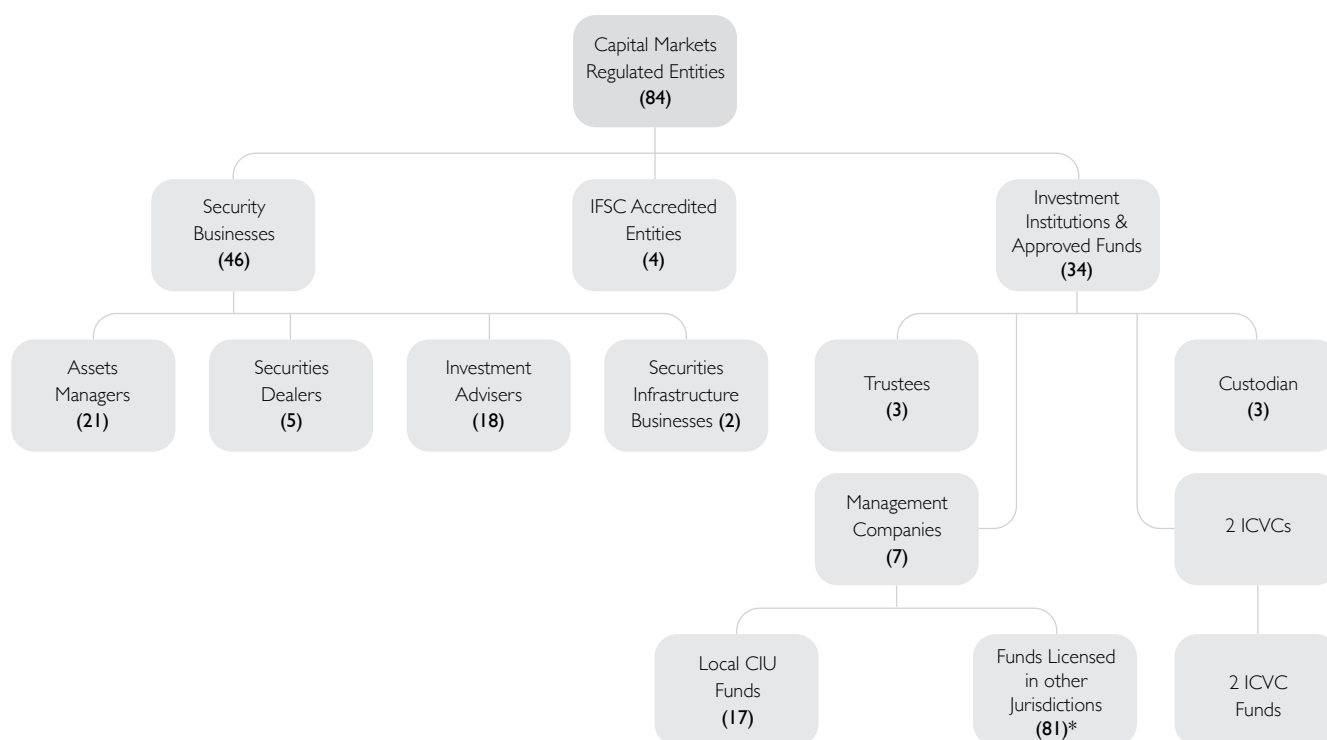 Capital Markets
Regulated Entities
(84)
Security
Businesses
(46)
IFSC Accredited
Entities
(4)
Investment
Institutions &
Approved Funds
(34)
Assets
Managers
(21)
Securities
Dealers
(5)
Investment
Advisers
(18)
Securities
Infrastructure
Businesses (2)
Trustees
(3)
Custodian
(3)
Management
Companies
(7)
2 ICVCs
Local CIU
Funds
(17)
Funds Licensed
in other
Jurisdictions
(81)*
2 ICVC
Funds